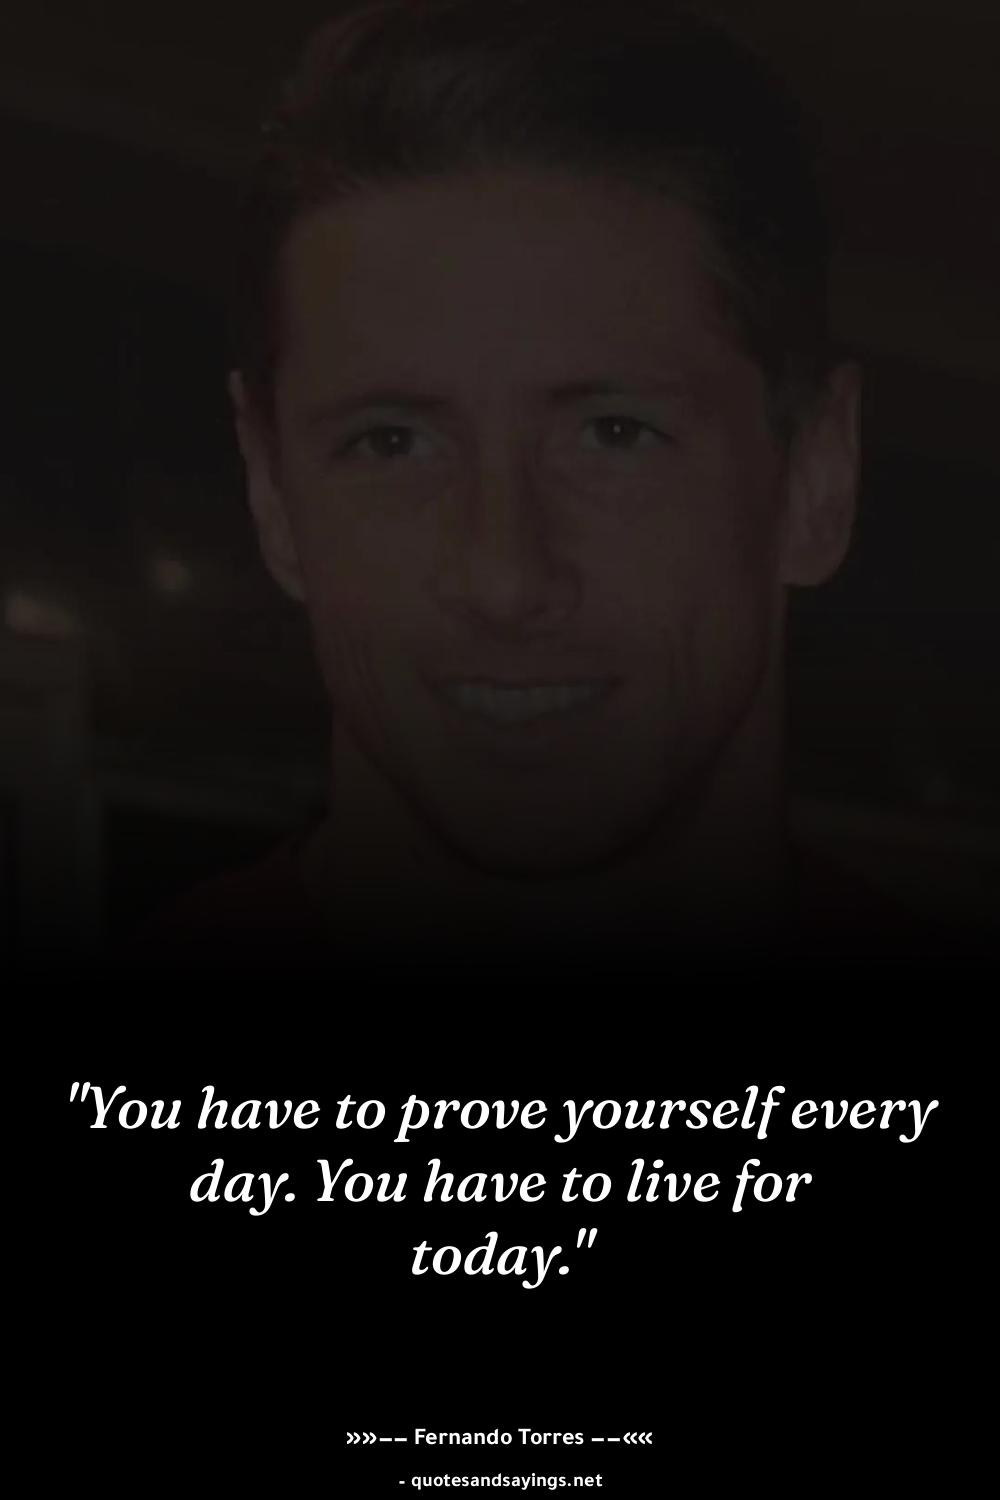 "You have to prove yourself every
day. You have to live for
today."
»»–– Fernando Torres ––««
- quotesandsayings.net